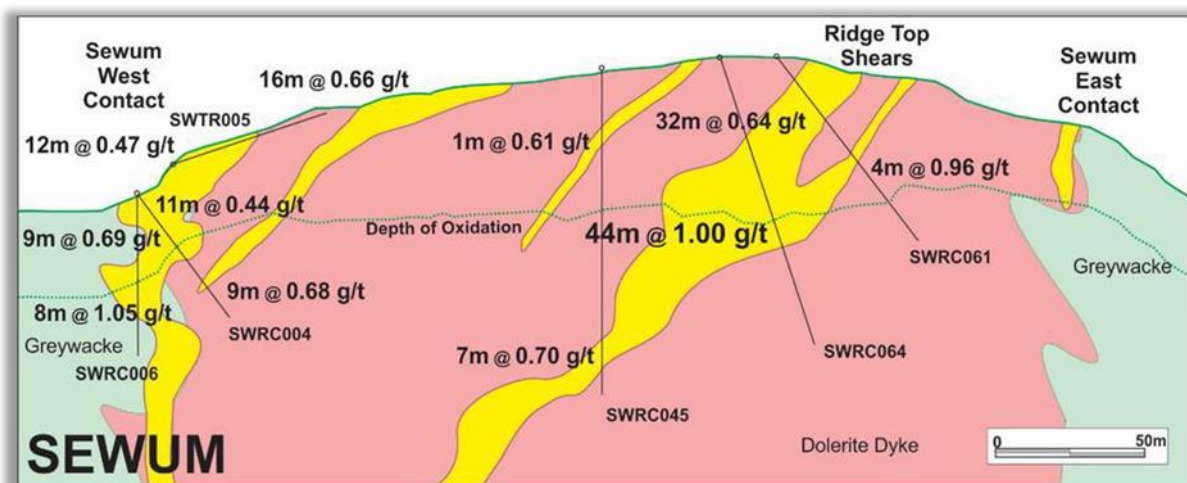 Sewum
West
Contact
16m @ 0.66 g/t
Ridge Top
Shears
Sewum
East
Contact
SWTR005
12m @ 0.47 g/t
1m @ 0.61 g/t
32m @ 0.64 g/t
4m @ 0.96 g/t
11m @ 0.44 g/t
Depth of Oxidation
44m @ 1.00 g/t
9m @ 0.69 g/t
SWRC061
Greywacke
9m @ 0.68 g/t
8m @ 1.05 g/t
SWRC004
Greywacke
SWRC006
7m @ 0.70 g/t
SWRC064
SWRC045
SEWUM
Dolerite Dyke
0 50m